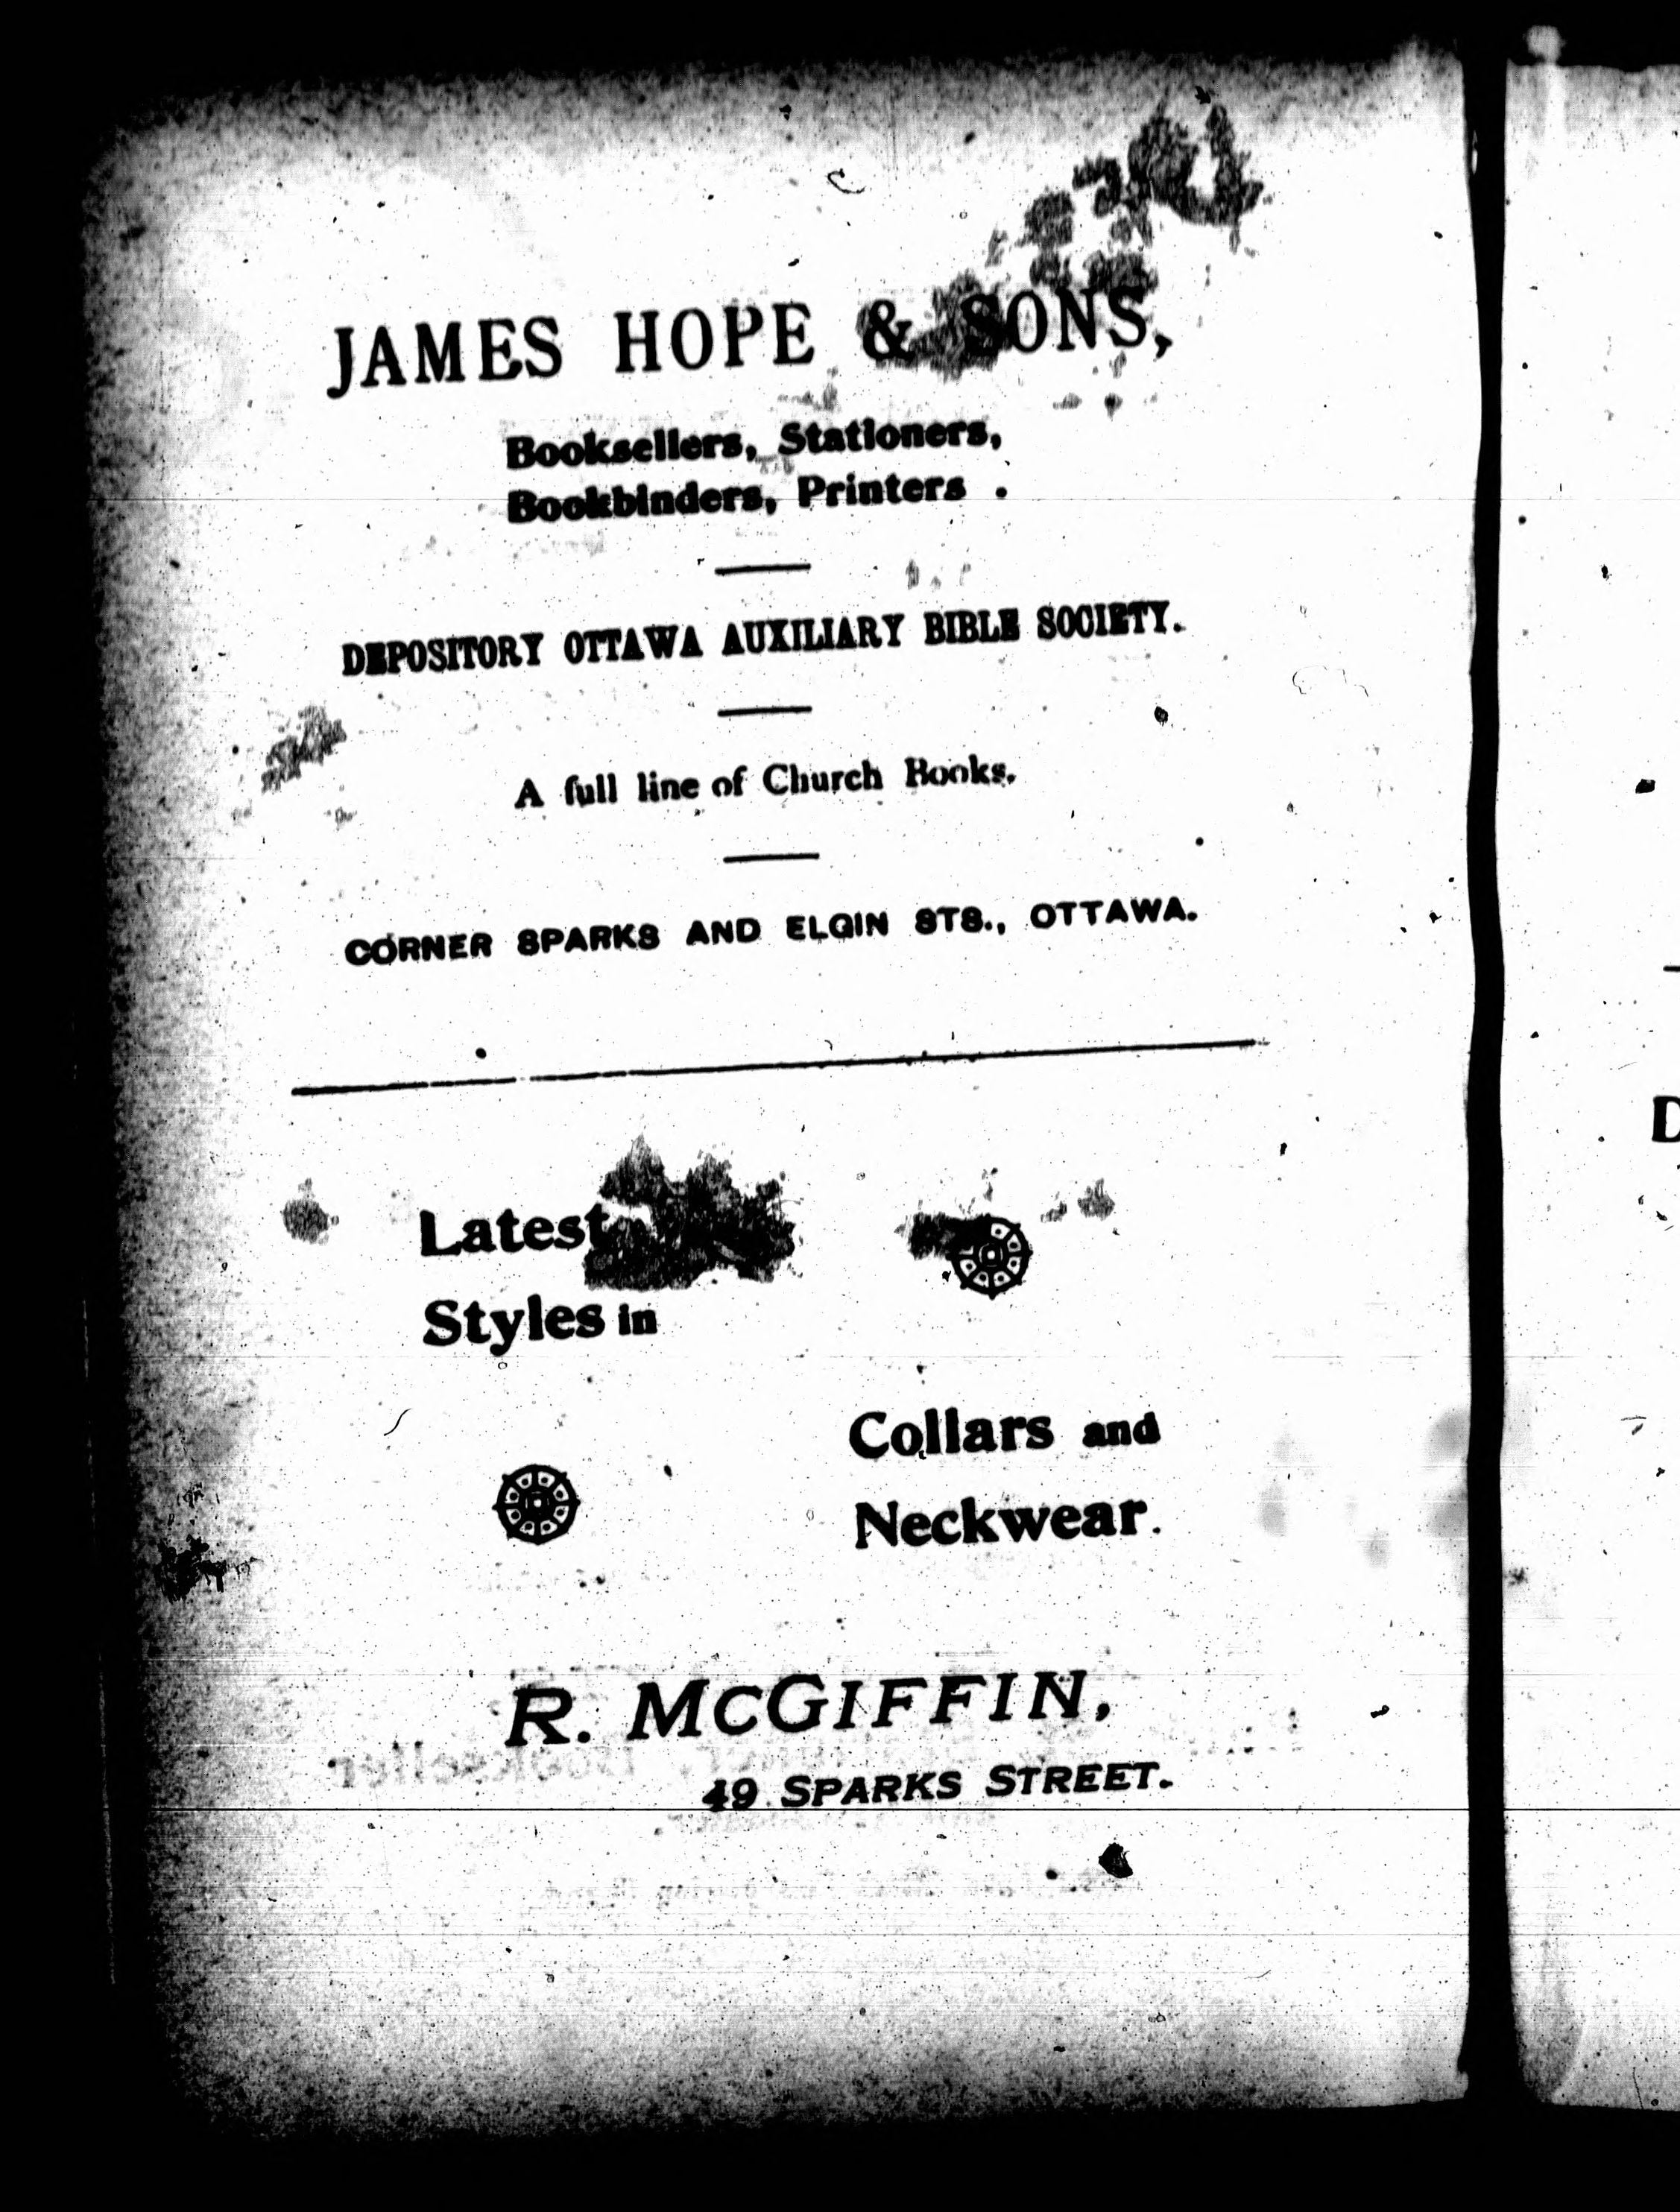 JAMES HOPE & SONS,
Booksellers, Stationers,
Bookbinders, Printers .
DEPOSITORY OTTAWA AUXILIARY BIBLE SOCIETY.
A full line of Church Books.
CORNER SPARKS AND ELGIN STS., OTTAWA.
Latest
Styles in
Collars and
Neckwear.
R. MCGIFFIN,
49 SPARKS STREET.
D